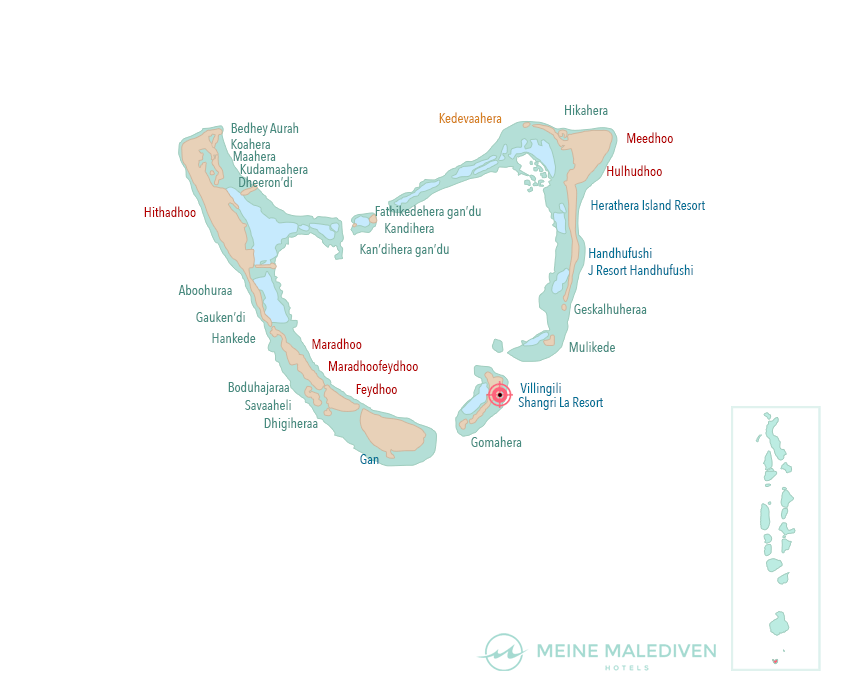 Hikahera
Kedevaahera
Bedhey Aurah
Meedhoo
Koahera
Maahera
Kudamaahera
Hulhudhoo
Dheeron'di
Herathera Island Resort
Hithadhoo
Fathikedehera gan'du
Kandihera
Kan'dihera gan'du
Handhufushi
J Resort Handhufushi
Aboohuraa
Geskalhuheraa
Gauken'di
Hankede
Maradhoo
Mulikede
Maradhoofeydhoo
Boduhajaraa
Feydhoo
Villingili
Shangri La Resort
Savaaheli
Dhigiheraa
Gomahera
Gan
MEINE MALEDIVEN
HOTELS